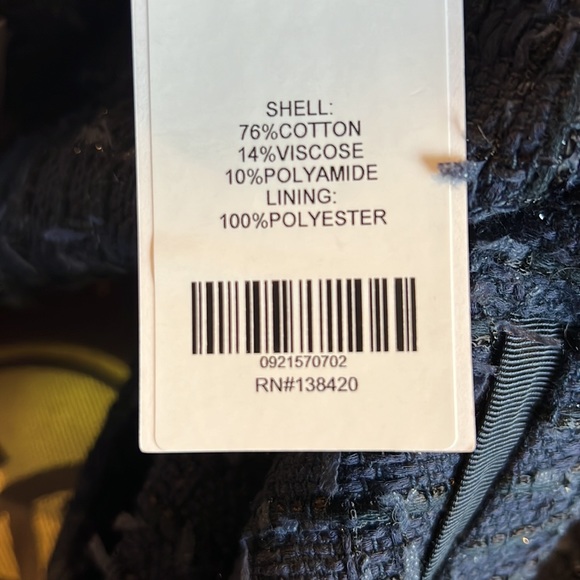 SHELL:
76%COTTON
14%VISCOSE
10%POLYAMIDE
LINING:
100%POLYESTER
0921570702
RN#138420